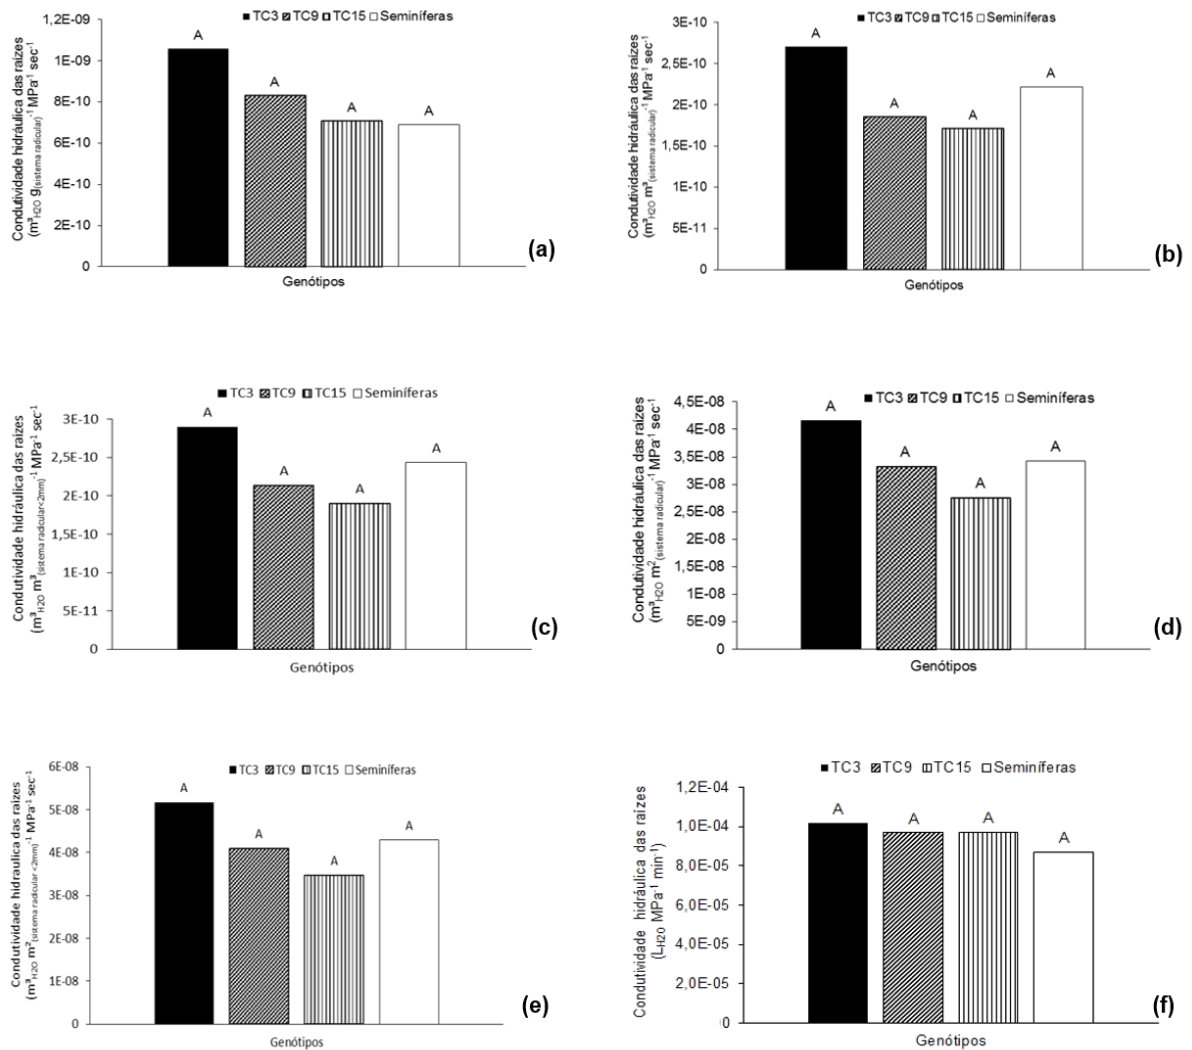 TC3 TC9 TC15 Seminíferas
Condutividade hidráulica das raízes
(m³H2O g(sistema radicular)-1 MPa-1 sec-1
1,2E-09
1E-09
8E-10
6E-10
4E-10
2E-10
0
A
A
A
A
Genótipos
(a)
TC3 TC9 TC15 Seminíferas
Condutividade hidráulica das raízes
(m³H2O m³(sistema radicular)-1 MPa-1 sec-1
3E-10
2,5E-10
2E-10
1,5E-10
1E-10
5E-11
0
A
A
A
A
Genótipos
(b)
TC3 TC9 TC15 Seminíferas
Condutividade hidráulica das raízes
(m³H2O m³(sistema radicular<2mm)-1 MPa-1 sec-1
3E-10
2,5E-10
2E-10
1,5E-10
1E-10
5E-11
0
A
A
A
A
Genótipos
(c)
TC3 TC9 TC15 Seminíferas
Condutividade hidráulica das raízes
(m³H2O m²(sistema radicular)-1 MPa-1 sec-1
4,5E-08
4E-08
3,5E-08
3E-08
2,5E-08
2E-08
1,5E-08
1E-08
5E-09
0
A
A
A
A
Genótipos
(d)
TC3 TC9 TC15 Seminíferas
Condutividade hidraulica das raízes
(m³H2O m²(sistema radicular <2mm)-1 MPa-1 sec-1
6E-08
5E-08
4E-08
3E-08
2E-08
1E-08
0
A
A
A
A
Genótipos
(e)
TC3 TC9 TC15 Seminíferas
Condutividade hidráulica das raízes
(LH2O MPa-1 min-1)
1,2E-04
1,0E-04
8,0E-05
6,0E-05
4,0E-05
2,0E-05
0
A
A
A
A
Genótipos
(f)